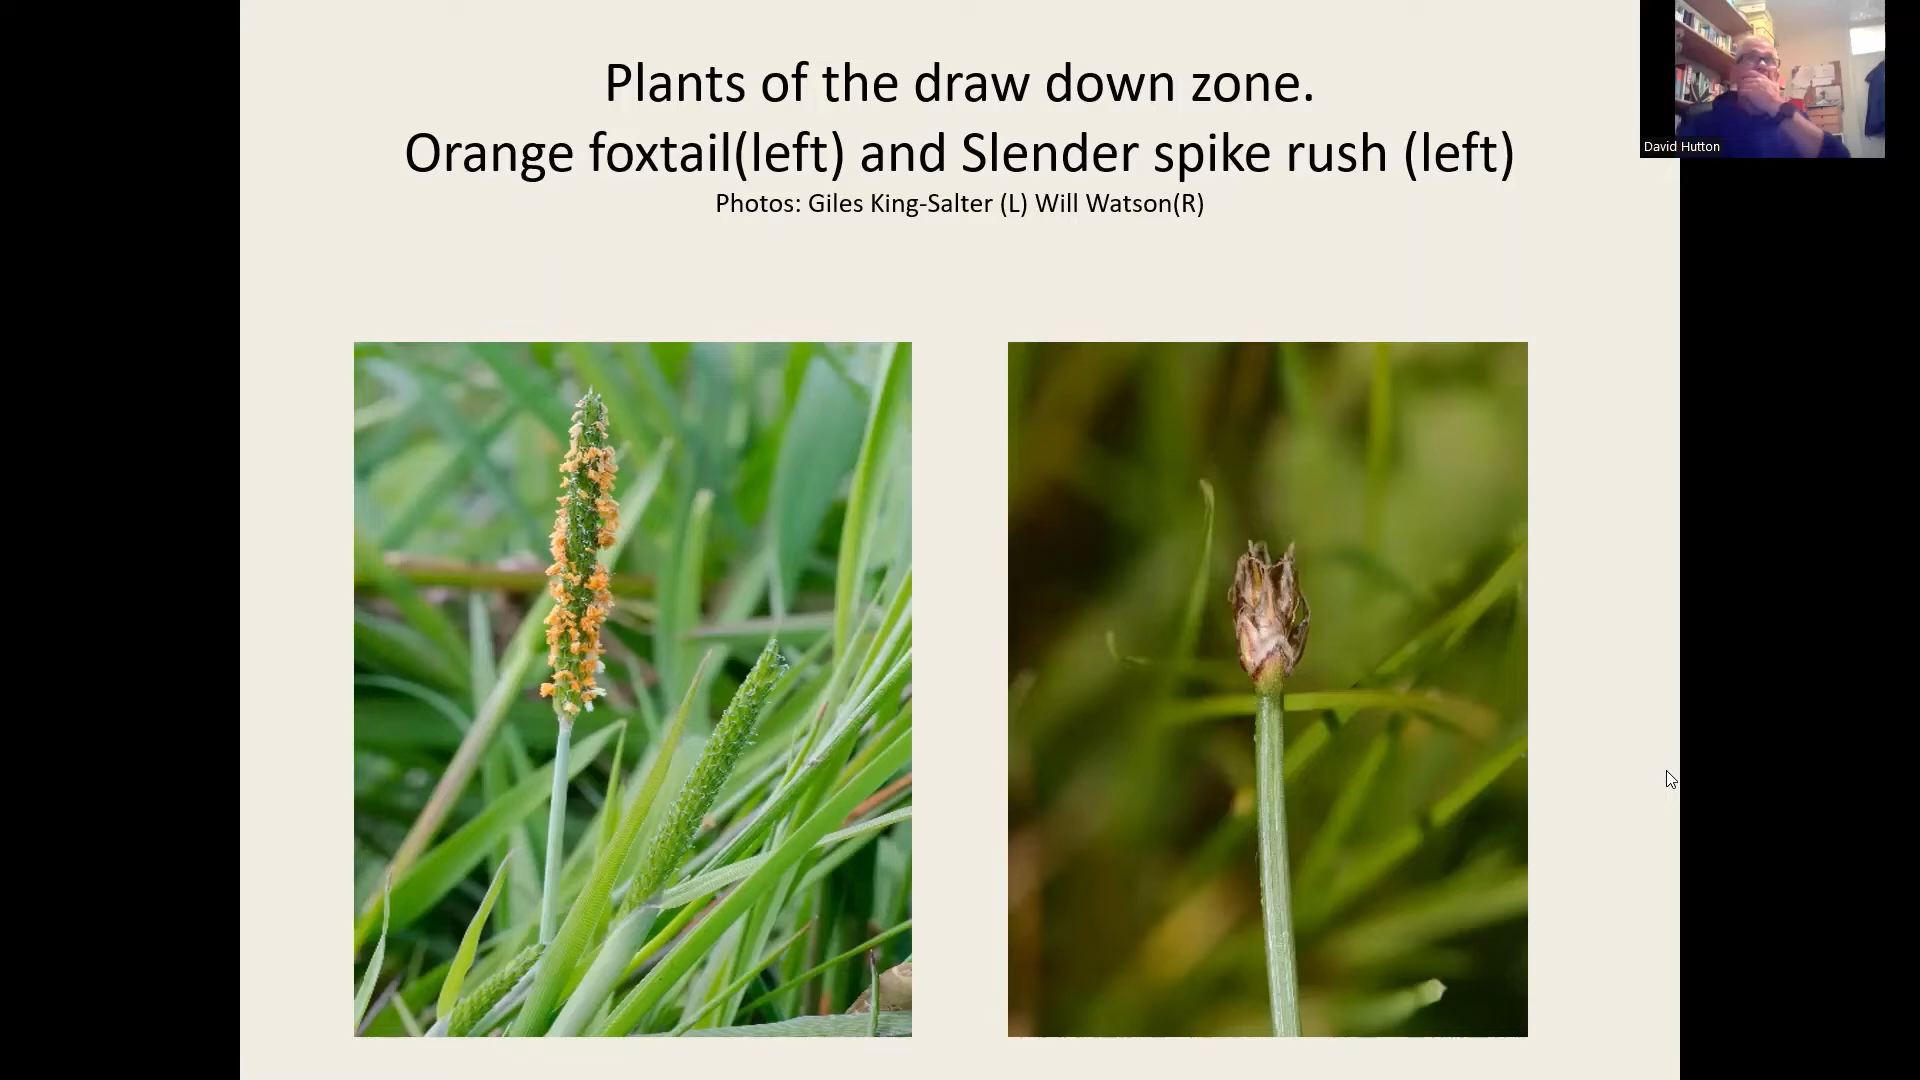 Plants of the draw down zone.
Orange foxtail(left) and Slender spike rush (left)
Photos: Giles King-Salter (L) Will Watson(R)
David Hutton